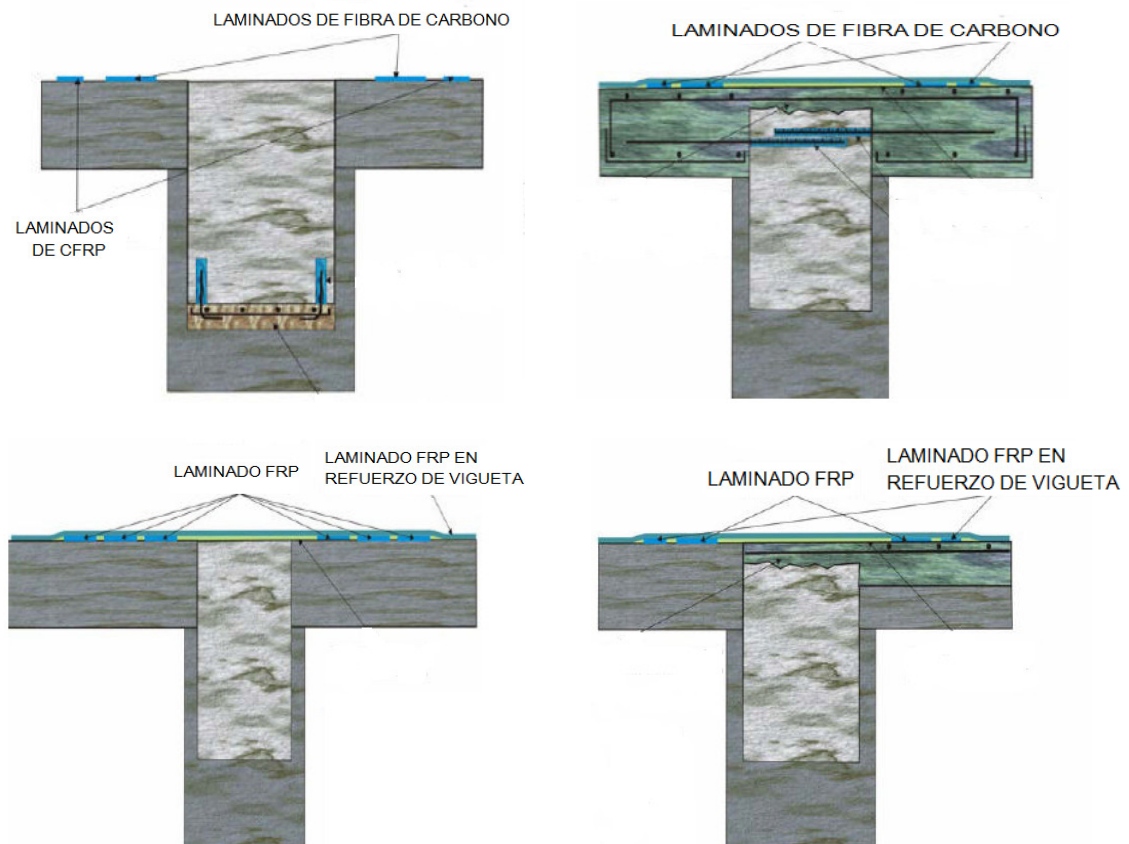 LAMINADOS DE FIBRA DE CARBONO
LAMINADOS
DE CFRP
LAMINADOS DE FIBRA DE CARBONO
LAMINADO FRP
LAMINADO FRP EN
REFUERZO DE VIGUETA
LAMINADO FRP
LAMINADO FRP EN
REFUERZO DE VIGUETA